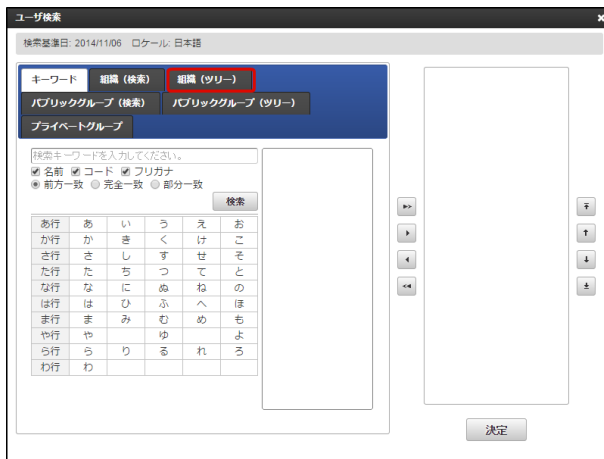 ユーザ検索
検索基準日: 2014/11/06 ロケール: 日本語
キーワード 組織（検索） 組織（ツリー）
パブリックグループ（検索） パブリックグループ（ツリー）
プライベートグループ
検索キーワードを入力してください。
名前 コード フリガナ
前方一致 完全一致 部分一致
検索
あ行 あ い う え お
か行 か き く け こ
さ行 さ し す せ そ
た行 た ち つ て と
な行 な に ぬ ね の
は行 は ひ ふ へ ほ
ま行 ま み む め も
や行 や ゆ よ
ら行 ら り る れ ろ
わ行 わ
決定